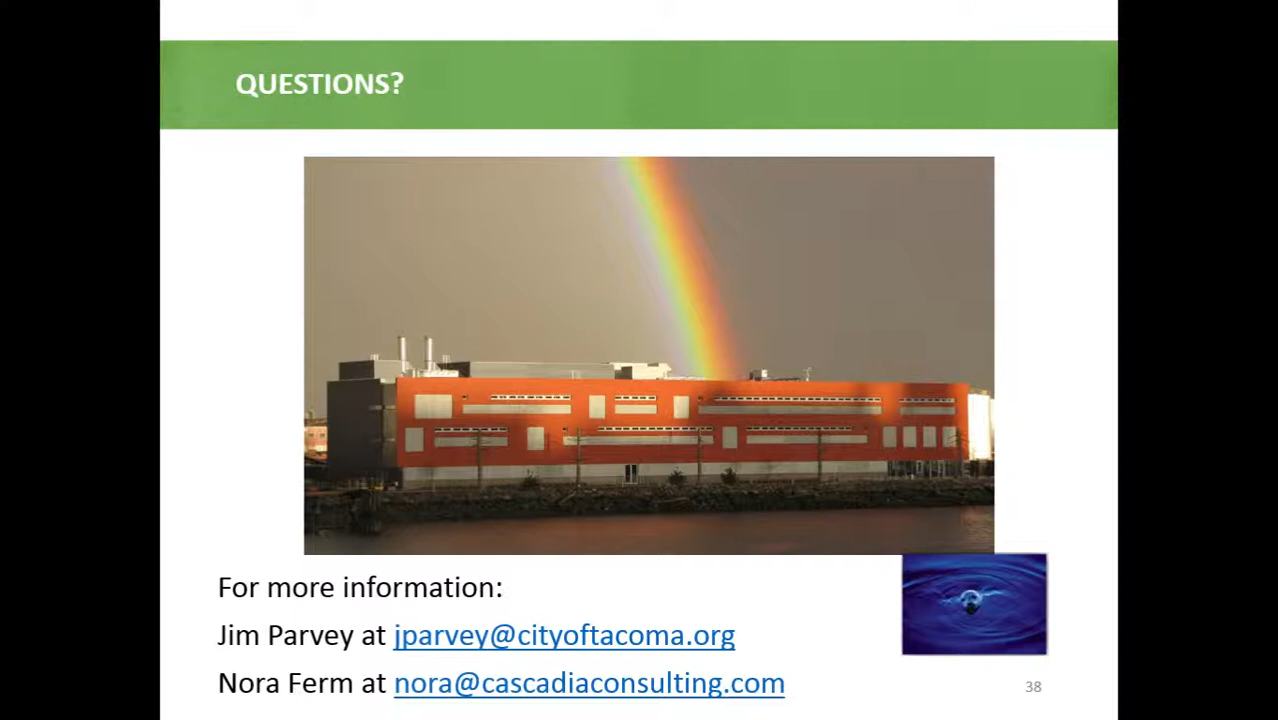 QUESTIONS?
For more information:
Jim Parvey at jparvey@cityoftacoma.org
Nora Ferm at nora@cascadiaconsulting.com
38